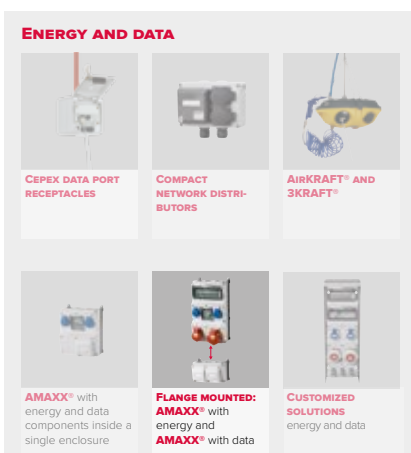 ENERGY AND DATA
CEPEX DATA PORT
RECEPTACLES
COMPACT
NETWORK DISTRI-
BUTORS
AIRKRAFT® AND
3KRAFT®
AMAXX® with
energy and data
components inside a
single enclosure
FLANGE MOUNTED:
AMAXX® with
energy and
AMAXX® with data
CUSTOMIZED
SOLUTIONS
energy and data